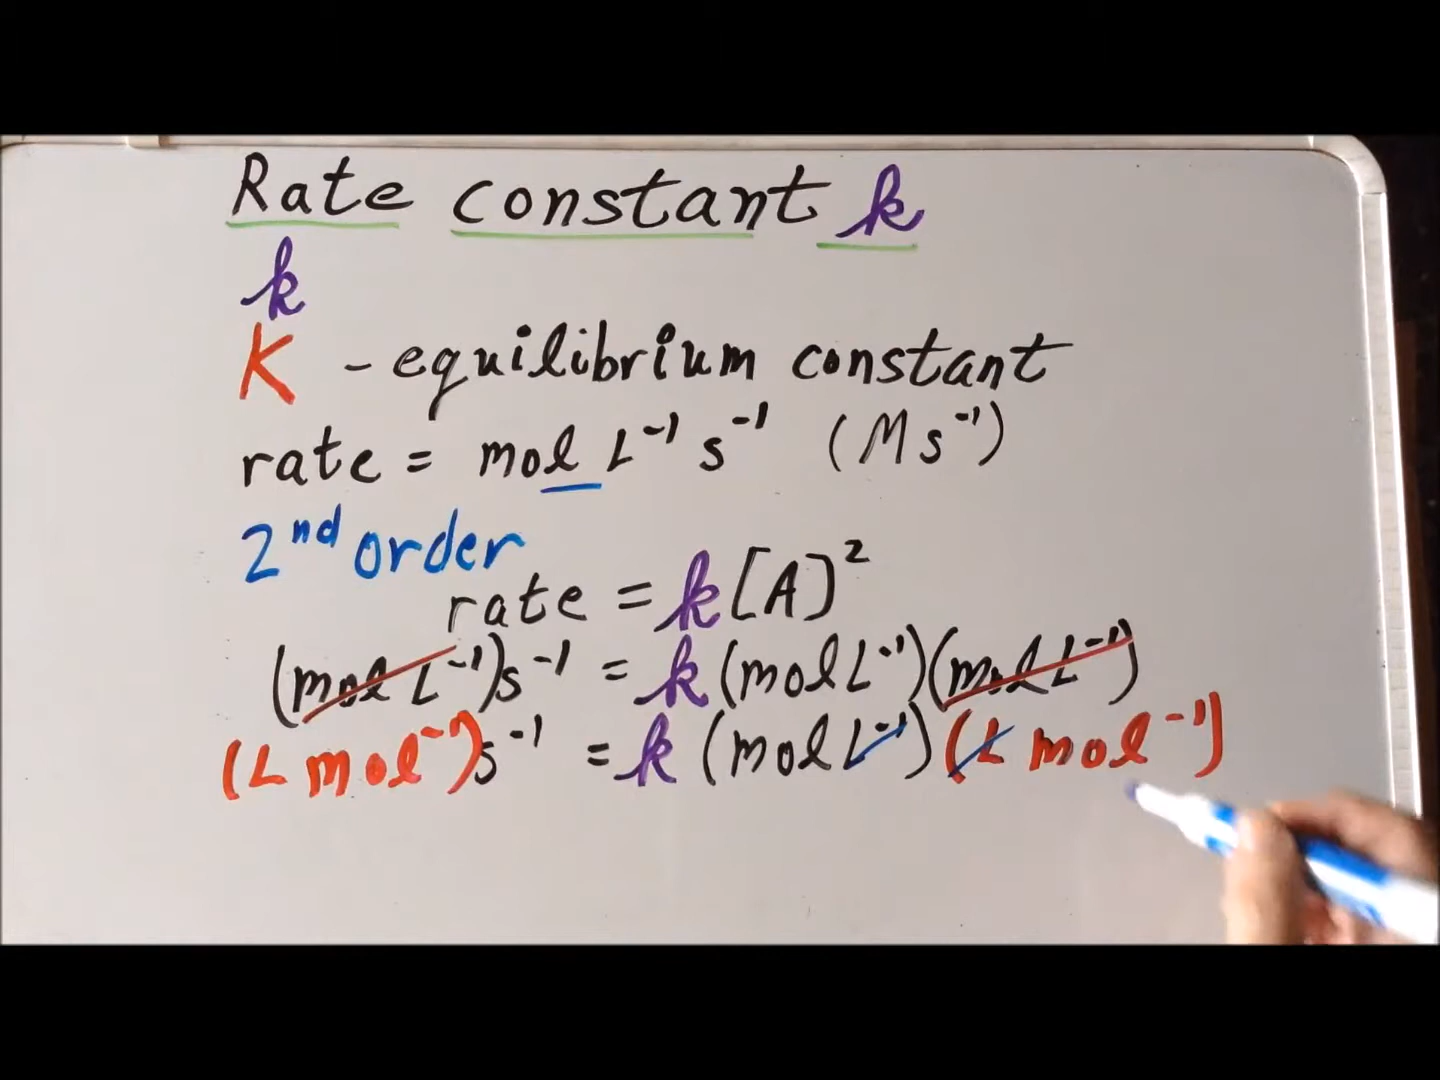 Rate constant k
k
K - equilibrium constant
rate = mol L⁻¹ s⁻¹ (M s⁻¹)
2ⁿᵈ order
rate = k[A]²
(mol L⁻¹)s⁻¹ = k(mol L⁻¹)(mol L⁻¹)
(L mol⁻¹)s⁻¹ = k(mol L⁻¹)(L mol⁻¹)